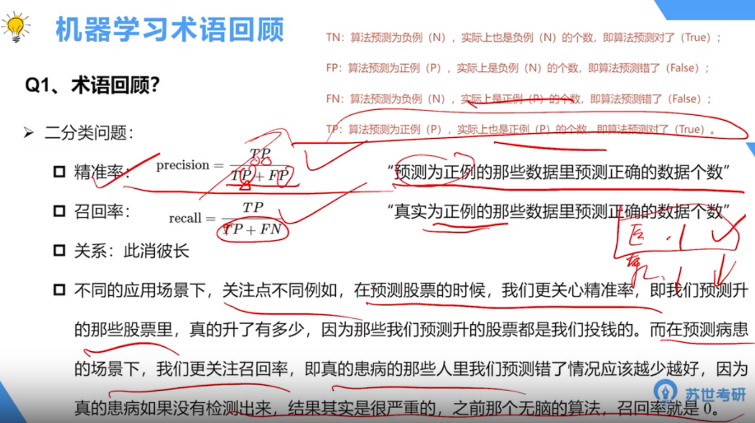 机器学习术语回顾
TN：算法预测为负例（N），实际上也是负例（N）的个数，即算法预测对了（True）；
FP：算法预测为正例（P），实际上是负例（N）的个数，即算法预测错了（False）；
FN：算法预测为负例（N），实际上是正例（P）的个数，即算法预测错了（False）；
TP：算法预测为正例（P），实际上也是正例（P）的个数，即算法预测对了（True）。
Q1、术语回顾？
二分类问题：
精准率： precision = TP / (TP + FP) “预测为正例的那些数据里预测正确的数据个数”
召回率： recall = TP / (TP + FN) “真实为正例的那些数据里预测正确的数据个数”
关系：此消彼长
不同的应用场景下，关注点不同例如，在预测股票的时候，我们更关心精准率，即我们预测升
的那些股票里，真的升了有多少，因为那些我们预测升的股票都是我们投钱的。而在预测病患
的场景下，我们更关注召回率，即真的患病的那些人里我们预测错了情况应该越少越好，因为
真的患病如果没有检测出来，结果其实是很严重的，之前那个无脑的算法，召回率就是 0。
苏世考研